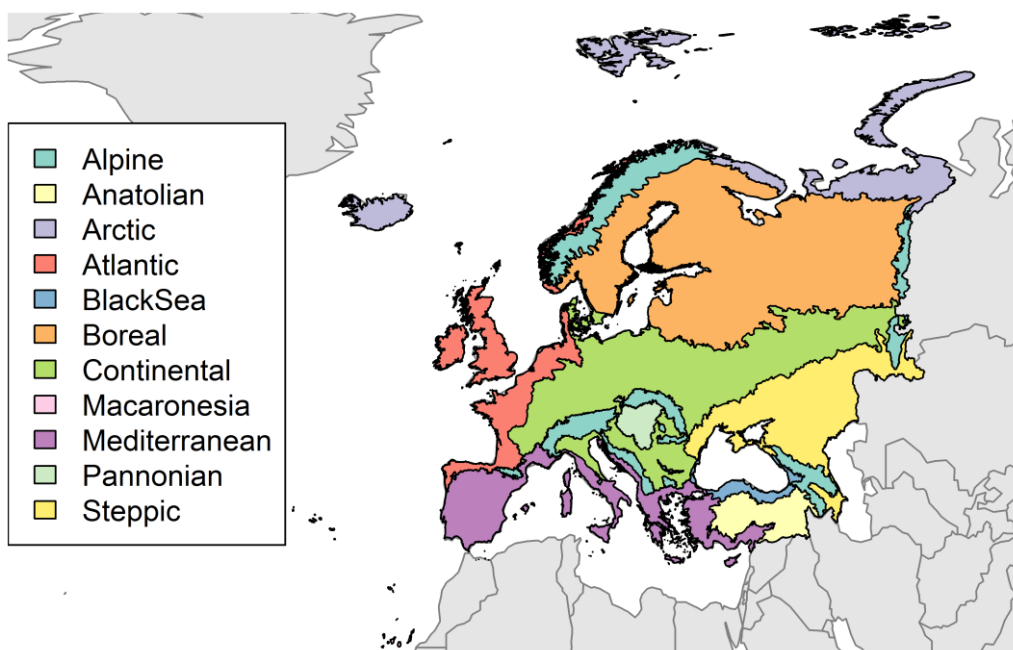 Alpine
Anatolian
Arctic
Atlantic
BlackSea
Boreal
Continental
Macaronesia
Mediterranean
Pannonian
Steppic